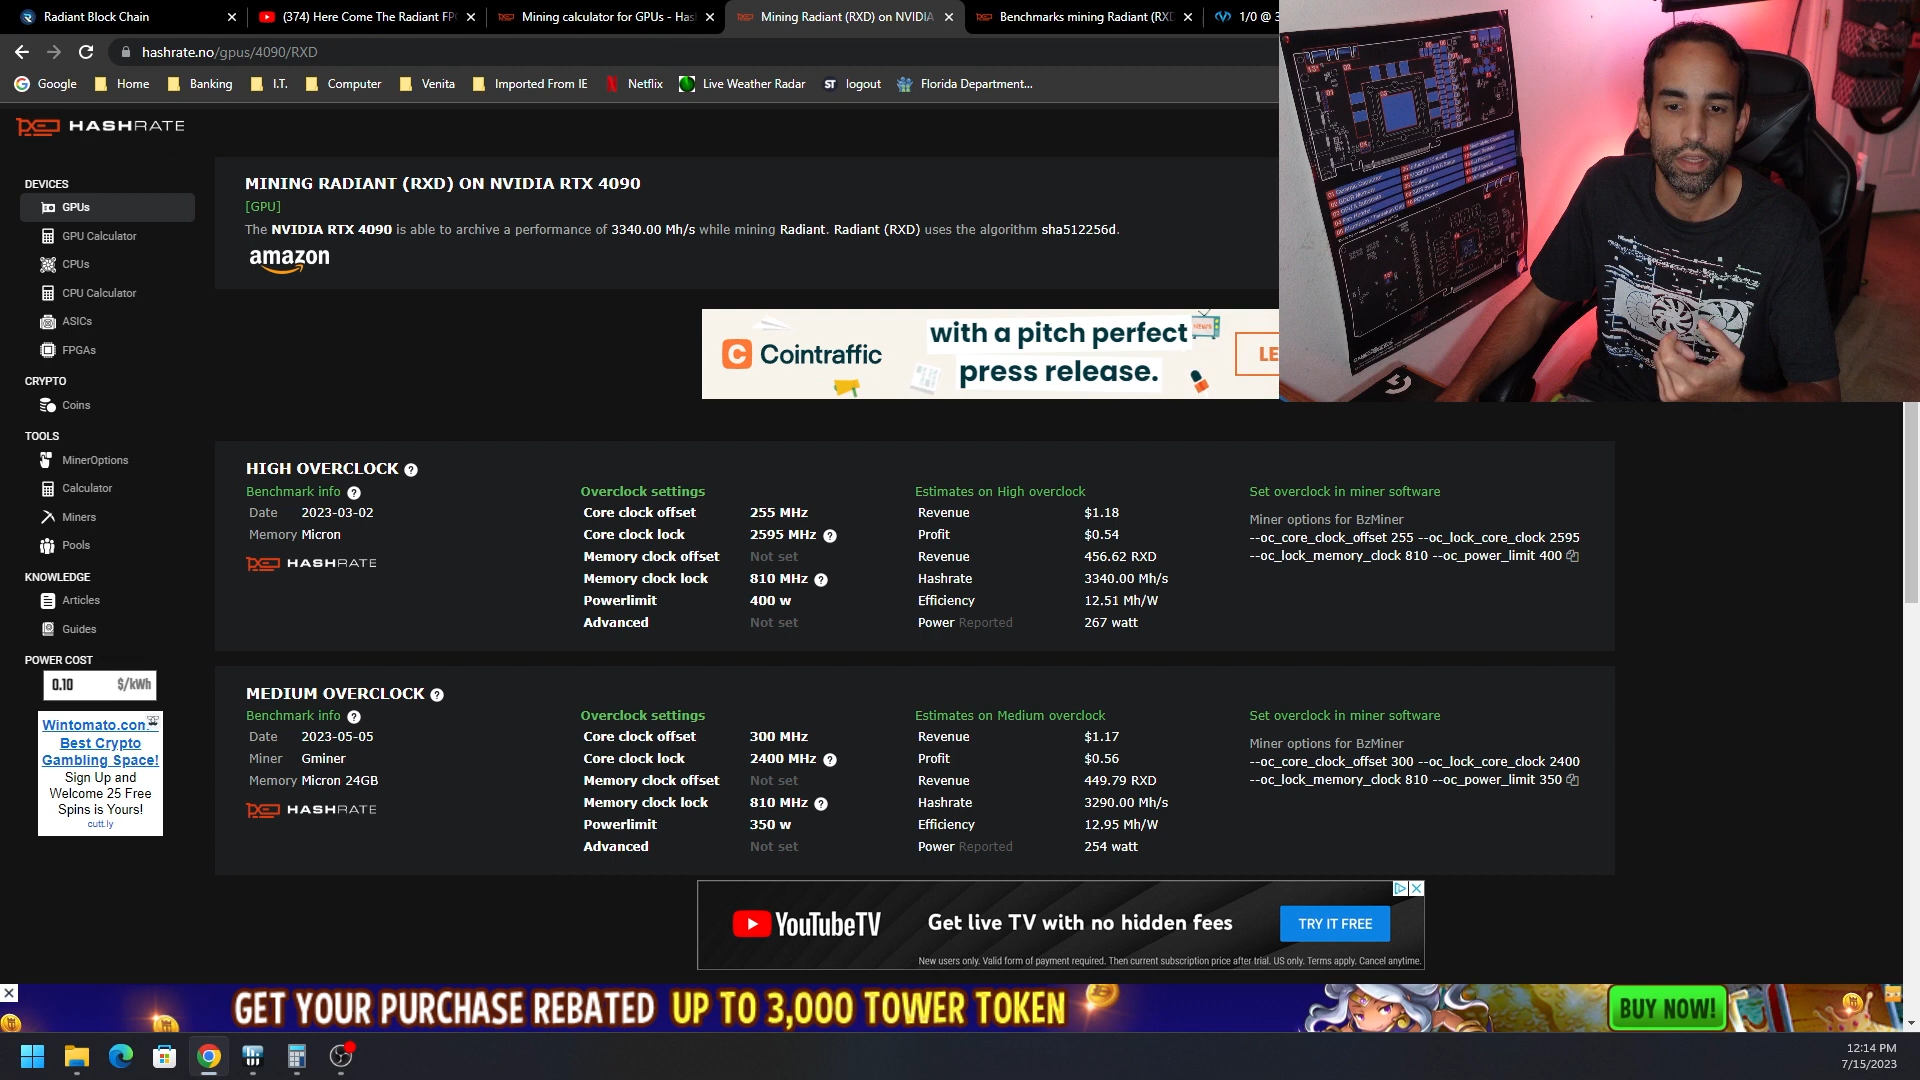 Radiant Block Chain
(374) Here Come The Radiant FP
Mining calculator for GPUs - Has
Mining Radiant (RXD) on NVIDIA
Benchmarks mining Radiant (RXD
1/0 @ 3
hashrate.no/gpus/4090/RXD
Google
Home
Banking
I.T.
Computer
Venita
Imported From IE
Netflix
Live Weather Radar
ST logout
Florida Department...
HASHRATE
DEVICES
GPUs
GPU Calculator
CPUs
CPU Calculator
ASICs
FPGAs
CRYPTO
Coins
TOOLS
MinerOptions
Calculator
Miners
Pools
KNOWLEDGE
Articles
Guides
POWER COST
0.10 $/kWh
Wintomato.com -
Best Crypto
Gambling Space!
Sign Up and
Welcome 25 Free
Spins is Yours!
cutt.ly
MINING RADIANT (RXD) ON NVIDIA RTX 4090
[GPU]
The NVIDIA RTX 4090 is able to archive a performance of 3340.00 Mh/s while mining Radiant. Radiant (RXD) uses the algorithm sha512256d.
amazon
Cointraffic
with a pitch perfect
press release.
NEWS
LE
HIGH OVERCLOCK ?
Benchmark info ?
Date 2023-03-02
Memory Micron
HASHRATE
Overclock settings
Core clock offset 255 MHz
Core clock lock 2595 MHz ?
Memory clock offset Not set
Memory clock lock 810 MHz ?
Powerlimit 400 w
Advanced Not set
Estimates on High overclock
Revenue $1.18
Profit $0.54
Revenue 456.62 RXD
Hashrate 3340.00 Mh/s
Efficiency 12.51 Mh/W
Power Reported 267 watt
Set overclock in miner software
Miner options for BzMiner
--oc_core_clock_offset 255 --oc_lock_core_clock 2595
--oc_lock_memory_clock 810 --oc_power_limit 400
MEDIUM OVERCLOCK ?
Benchmark info ?
Date 2023-05-05
Miner Gminer
Memory Micron 24GB
HASHRATE
Overclock settings
Core clock offset 300 MHz
Core clock lock 2400 MHz ?
Memory clock offset Not set
Memory clock lock 810 MHz ?
Powerlimit 350 w
Advanced Not set
Estimates on Medium overclock
Revenue $1.17
Profit $0.56
Revenue 449.79 RXD
Hashrate 3290.00 Mh/s
Efficiency 12.95 Mh/W
Power Reported 254 watt
Set overclock in miner software
Miner options for BzMiner
--oc_core_clock_offset 300 --oc_lock_core_clock 2400
--oc_lock_memory_clock 810 --oc_power_limit 350
YouTubeTV
Get live TV with no hidden fees
TRY IT FREE
New users only. Valid form of payment required. Then current subscription price after trial. US only. Terms apply. Cancel anytime.
GET YOUR PURCHASE REBATED UP TO 3,000 TOWER TOKEN
BUY NOW!
12:14 PM
7/15/2023